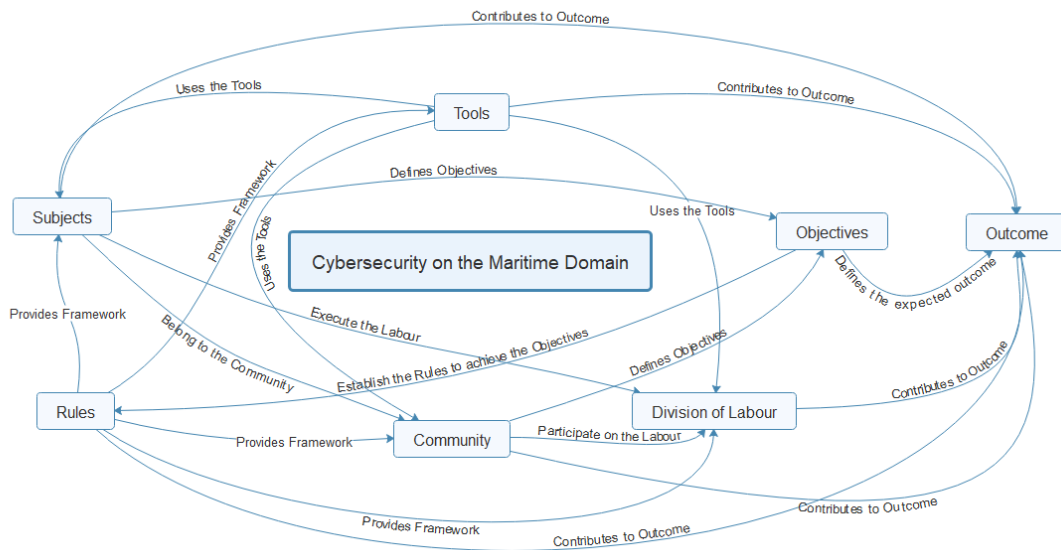 Contributes to Outcome
Uses the Tools
Contributes to Outcome
Tools
Provides Framework
Defines Objectives
Uses the Tools
Uses the Tools
Subjects
Objectives
Outcome
Cybersecurity on the Maritime Domain
Defines the expected outcome
Provides Framework
Execute the Labour
Belong to the Community
Establish the Rules to achieve the Objectives
Defines Objectives
Contributes to Outcome
Rules
Division of Labour
Community
Provides Framework
Participate on the Labour
Provides Framework
Contributes to Outcome
Contributes to Outcome